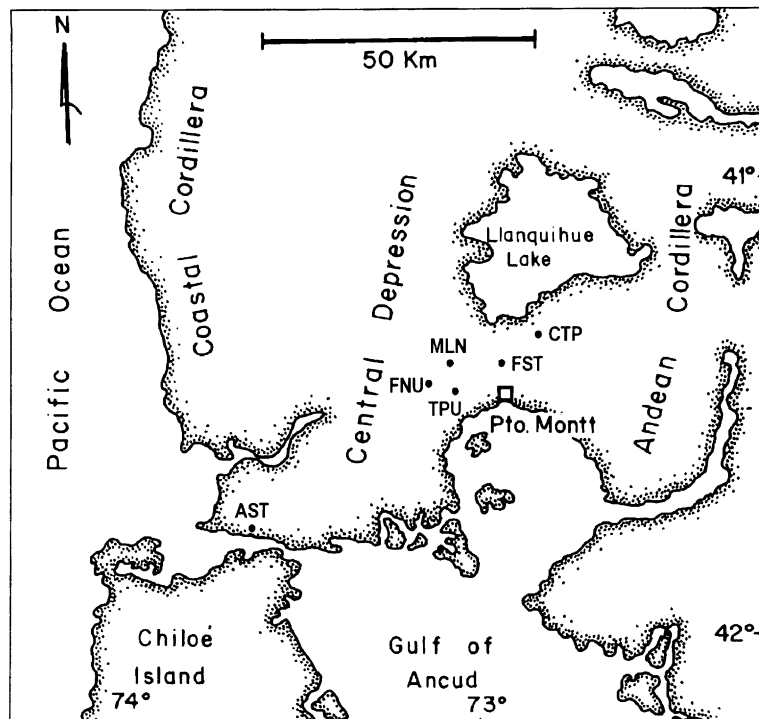 N
50 Km
41°
Pacific Ocean
Coastal Cordillera
Central Depression
Llanquihue
Lake
Andean Cordillera
CTP
MLN
FST
FNU
TPU
Pto. Montt
AST
Chiloé
Island
Gulf of
Ancud
42°
74°
73°